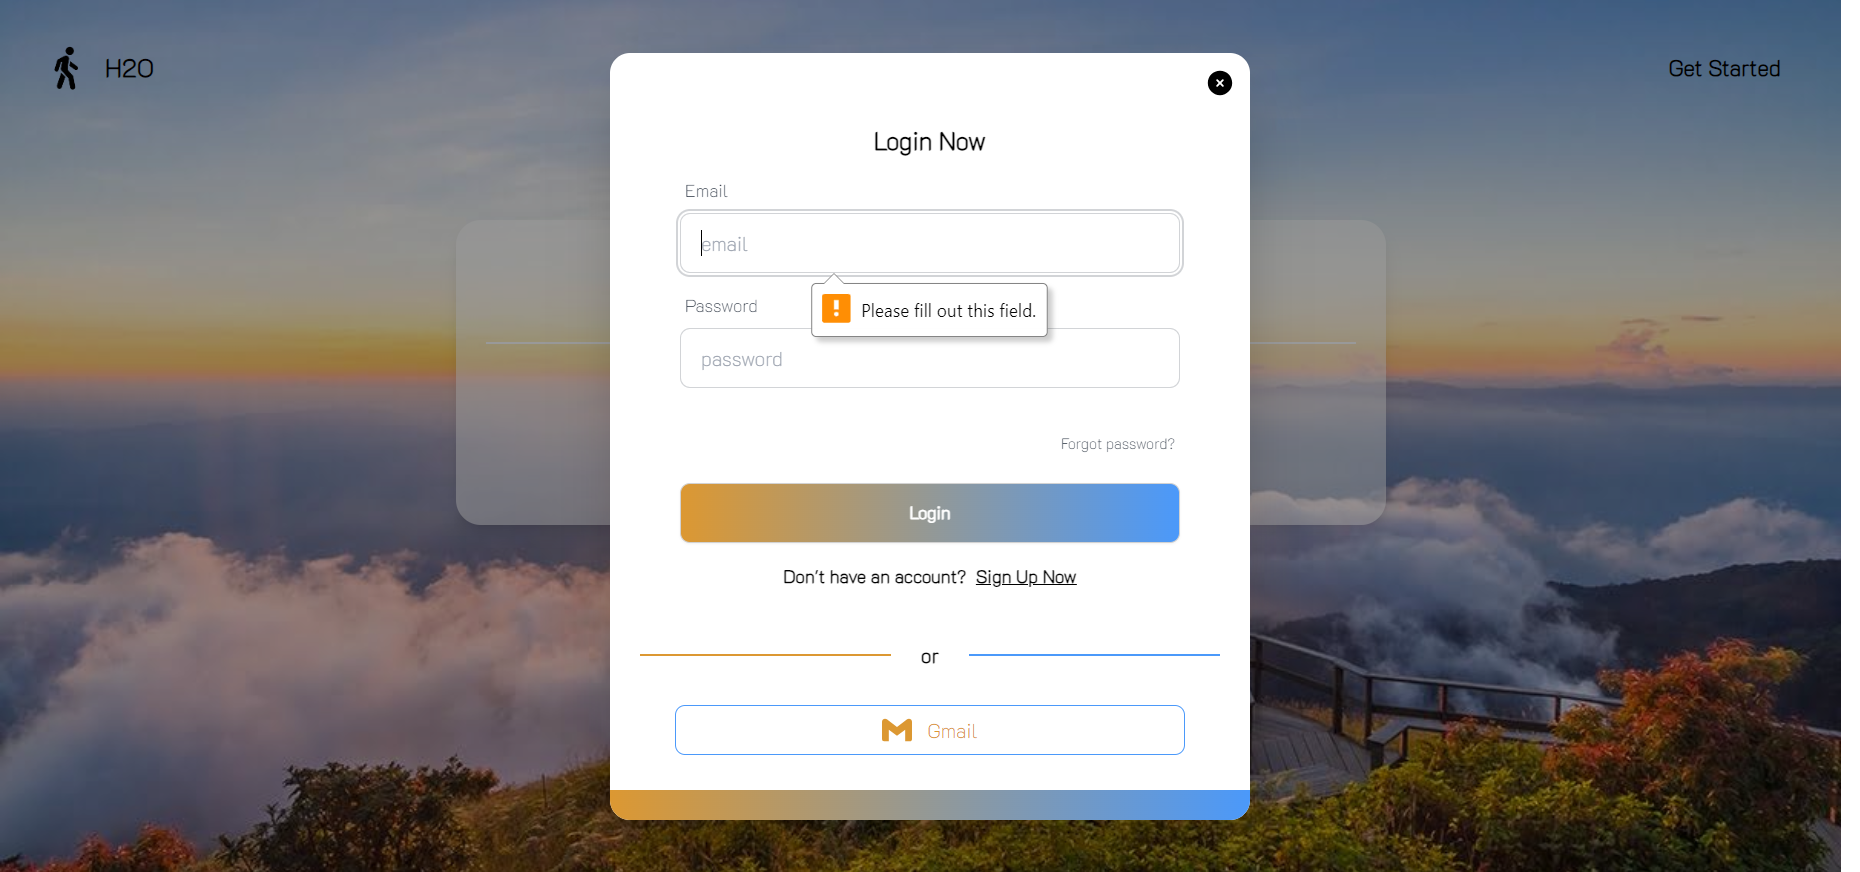 H2O
Get Started
Login Now
Email
email
Please fill out this field.
Password
password
Forgot password?
Login
Don't have an account? Sign Up Now
or
Gmail